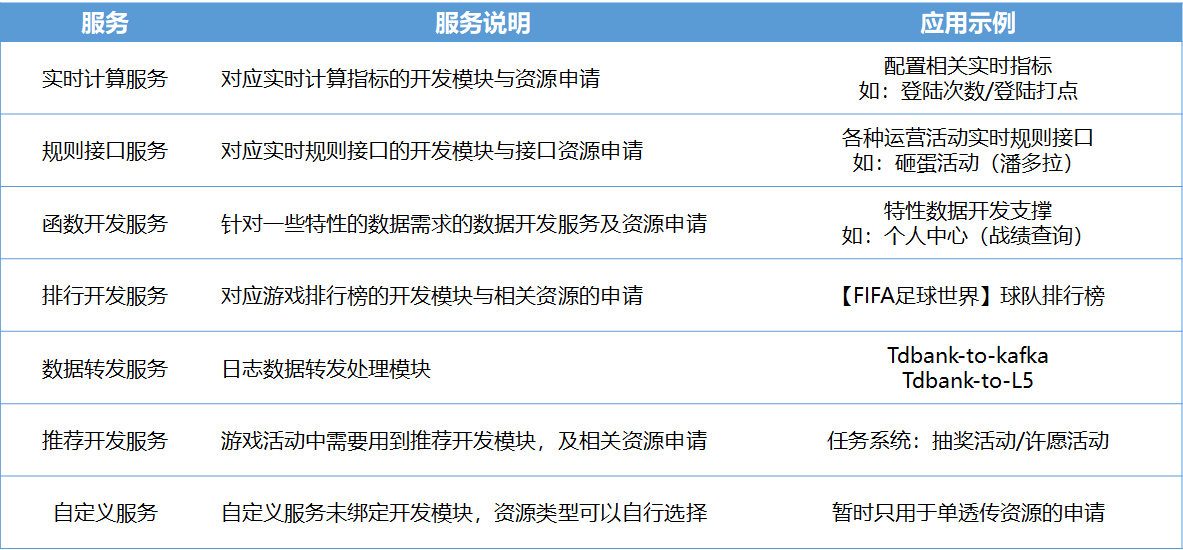 服务 服务说明 应用示例
实时计算服务 对应实时计算指标的开发模块与资源申请 配置相关实时指标
如：登陆次数/登陆打点
规则接口服务 对应实时规则接口的开发模块与接口资源申请 各种运营活动实时规则接口
如：砸蛋活动（潘多拉）
函数开发服务 针对一些特性的数据需求的数据开发服务及资源申请 特性数据开发支撑
如：个人中心（战绩查询）
排行开发服务 对应游戏排行榜的开发模块与相关资源的申请 【FIFA足球世界】球队排行榜
数据转发服务 日志数据转发处理模块 Tdbank-to-kafka
Tdbank-to-L5
推荐开发服务 游戏活动中需要用到推荐开发模块，及相关资源申请 任务系统：抽奖活动/许愿活动
自定义服务 自定义服务未绑定开发模块，资源类型可以自行选择 暂时只用于单透传资源的申请